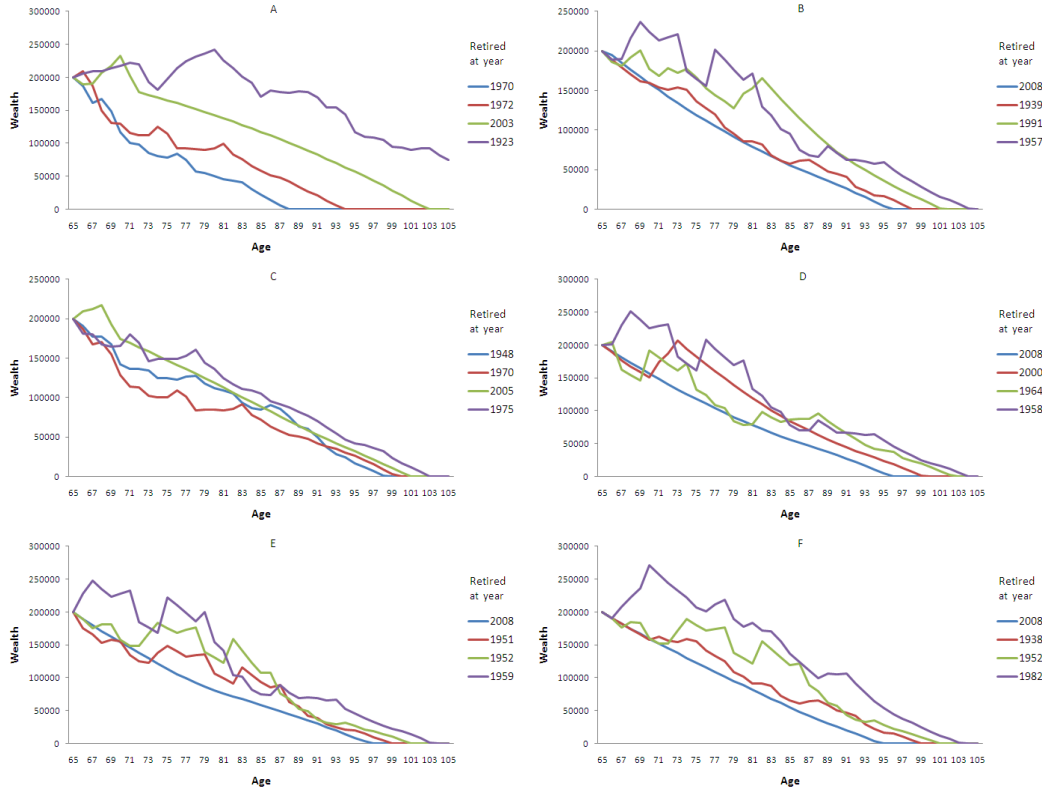 A
300000
250000
200000
150000
100000
50000
0
Wealth
65 67 69 71 73 75 77 79 81 83 85 87 89 91 93 95 97 99 101 103 105
Age
Retired
at year
1970
1972
2003
1923
B
250000
200000
150000
100000
50000
0
Wealth
65 67 69 71 73 75 77 79 81 83 85 87 89 91 93 95 97 99 101 103 105
Age
Retired
at year
2008
1939
1991
1957
C
250000
200000
150000
100000
50000
0
Wealth
65 67 69 71 73 75 77 79 81 83 85 87 89 91 93 95 97 99 101 103 105
Age
Retired
at year
1948
1970
2005
1975
D
300000
250000
200000
150000
100000
50000
0
Wealth
65 67 69 71 73 75 77 79 81 83 85 87 89 91 93 95 97 99 101 103 105
Age
Retired
at year
2008
2000
1964
1958
E
300000
250000
200000
150000
100000
50000
0
Wealth
65 67 69 71 73 75 77 79 81 83 85 87 89 91 93 95 97 99 101 103 105
Age
Retired
at year
2008
1951
1952
1959
F
300000
250000
200000
150000
100000
50000
0
Wealth
65 67 69 71 73 75 77 79 81 83 85 87 89 91 93 95 97 99 101 103 105
Age
Retired
at year
2008
1938
1952
1982